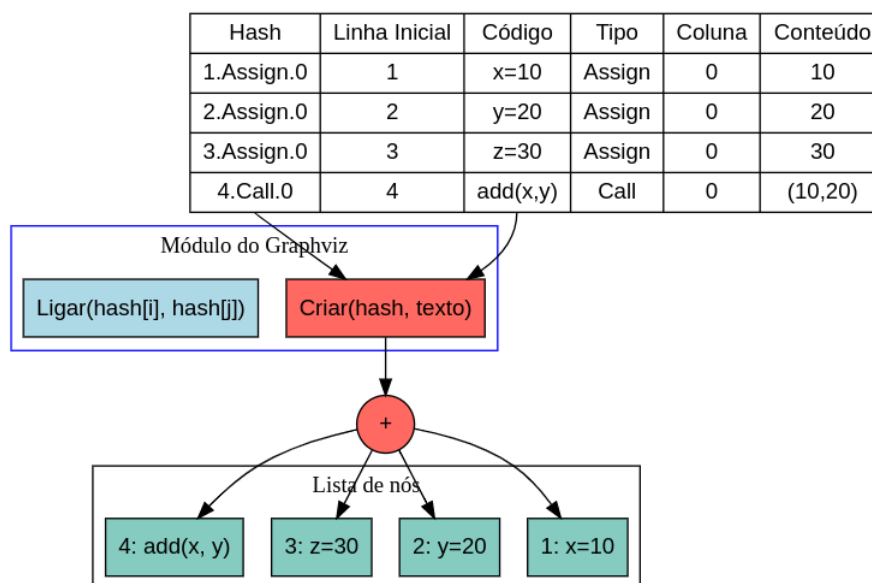 Hash Linha Inicial Código Tipo Coluna Conteúdo
1.Assign.0 1 x=10 Assign 0 10
2.Assign.0 2 y=20 Assign 0 20
3.Assign.0 3 z=30 Assign 0 30
4.Call.0 4 add(x,y) Call 0 (10,20)
Módulo do Graphviz
Ligar(hash[i], hash[j]) Criar(hash, texto)
+
Lista de nós
4: add(x, y) 3: z=30 2: y=20 1: x=10